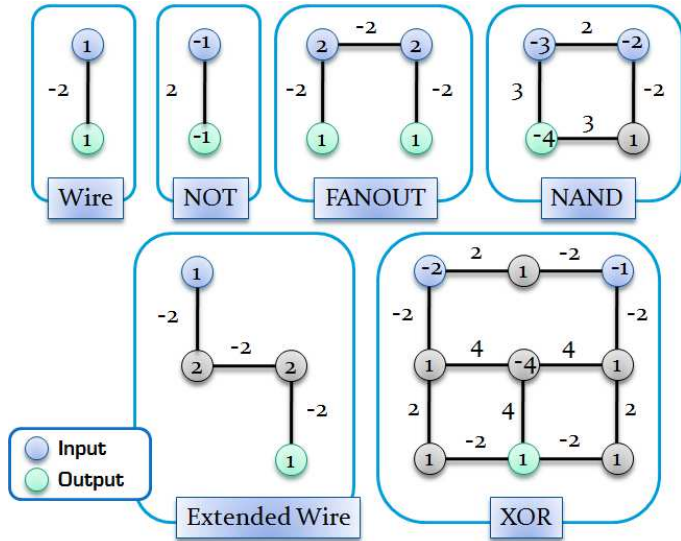 -2
1 -1 2 2 -3 2 -2
-2 2 -2 -2 3 -2
3
1 -1 1 1 -4 1
Wire NOT FANOUT NAND
1 -2 2 1 -2 -1
-2 -2 -2
-2 4 4
2 2 1 -4 1
-2 2 4 2
-2 -2
1 1 1 1
Input
Output
Extended Wire XOR